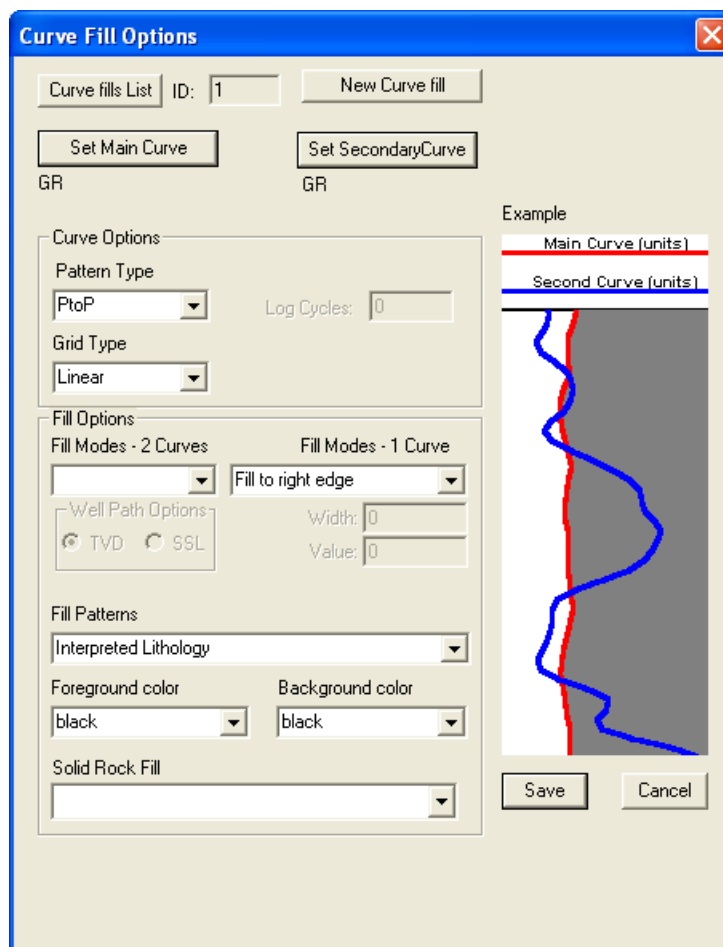 Curve Fill Options
Curve fills List ID: 1 New Curve fill
Set Main Curve Set SecondaryCurve
GR GR
Example
Main Curve (units)
Second Curve (units)
Curve Options
Pattern Type
PtoP Log Cycles: 0
Grid Type
Linear
Fill Options
Fill Modes - 2 Curves Fill Modes - 1 Curve
Fill to right edge
Well Path Options Width: 0
TVD SSL Value: 0
Fill Patterns
Interpreted Lithology
Foreground color Background color
black black
Solid Rock Fill
Save Cancel